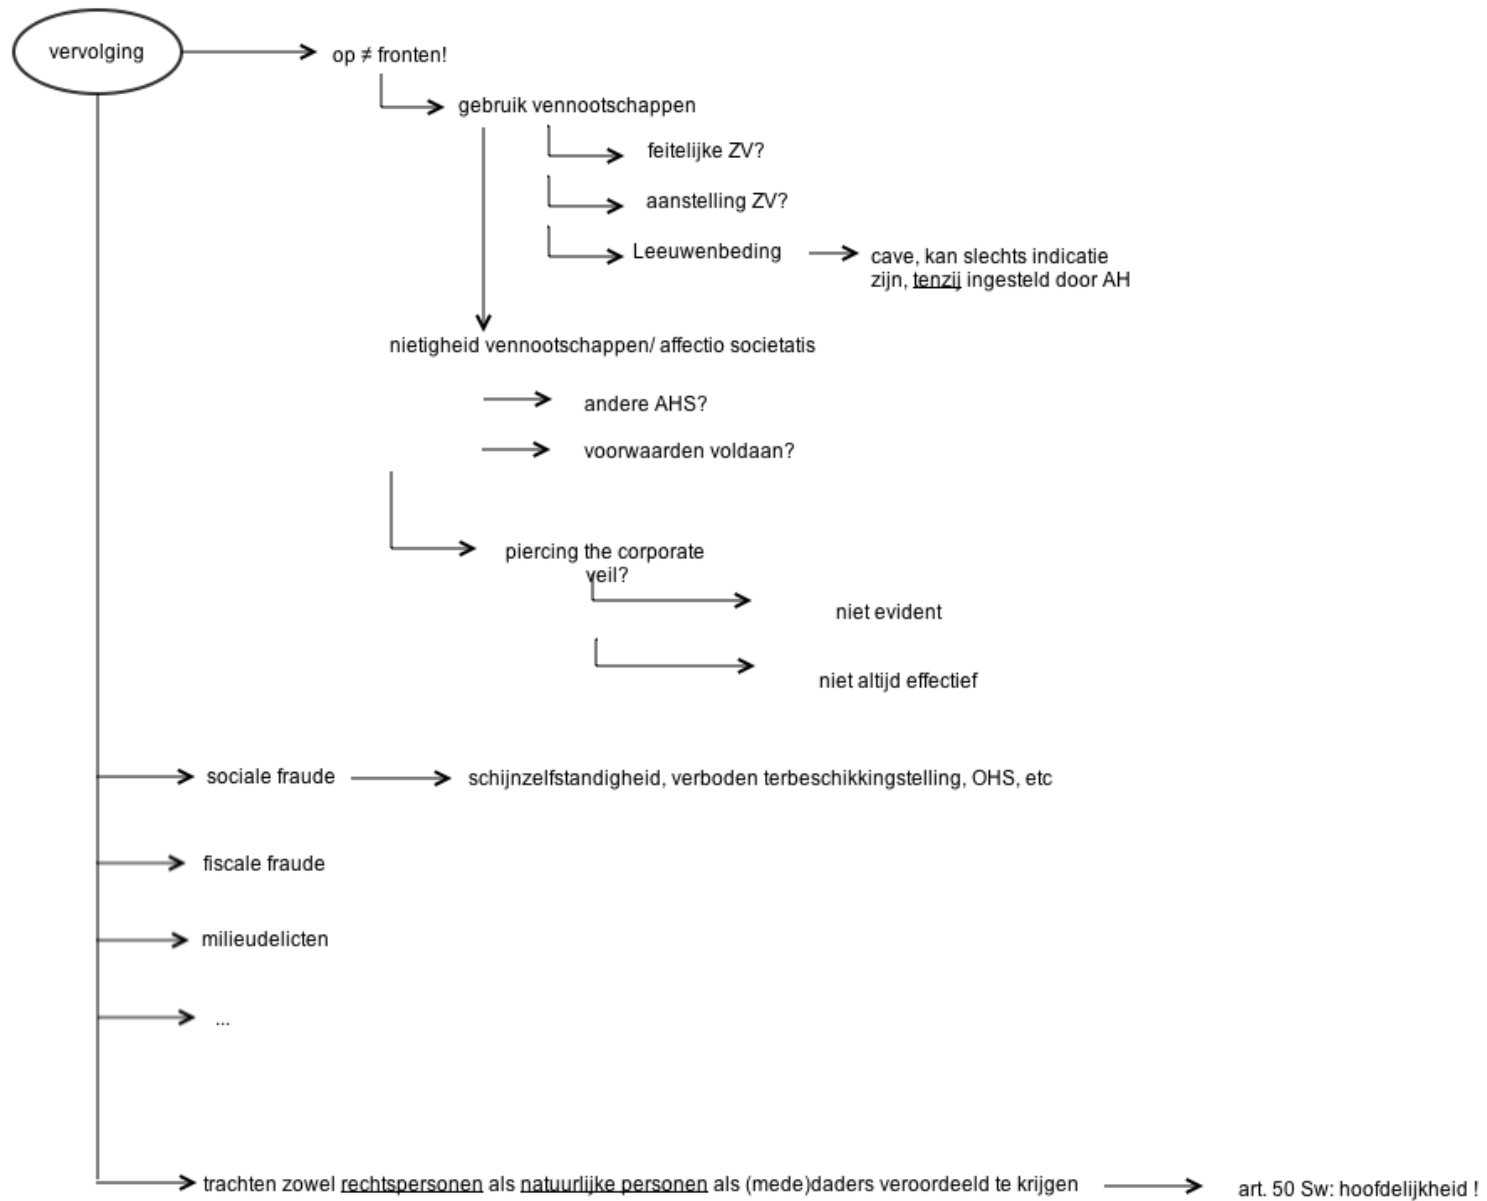 vervolging
op ≠ fronten!
gebruik vennootschappen
feitelijke ZV?
aanstelling ZV?
Leeuwenbeding
cave, kan slechts indicatie
zijn, tenzij ingesteld door AH
nietigheid vennootschappen/ affectio societatis
andere AHS?
voorwaarden voldaan?
piercing the corporate
veil?
niet evident
niet altijd effectief
sociale fraude
schijnzelfstandigheid, verboden terbeschikkingstelling, OHS, etc
fiscale fraude
milieudelicten
...
trachten zowel rechtspersonen als natuurlijke personen als (mede)daders veroordeeld te krijgen
art. 50 Sw: hoofdelijkheid !